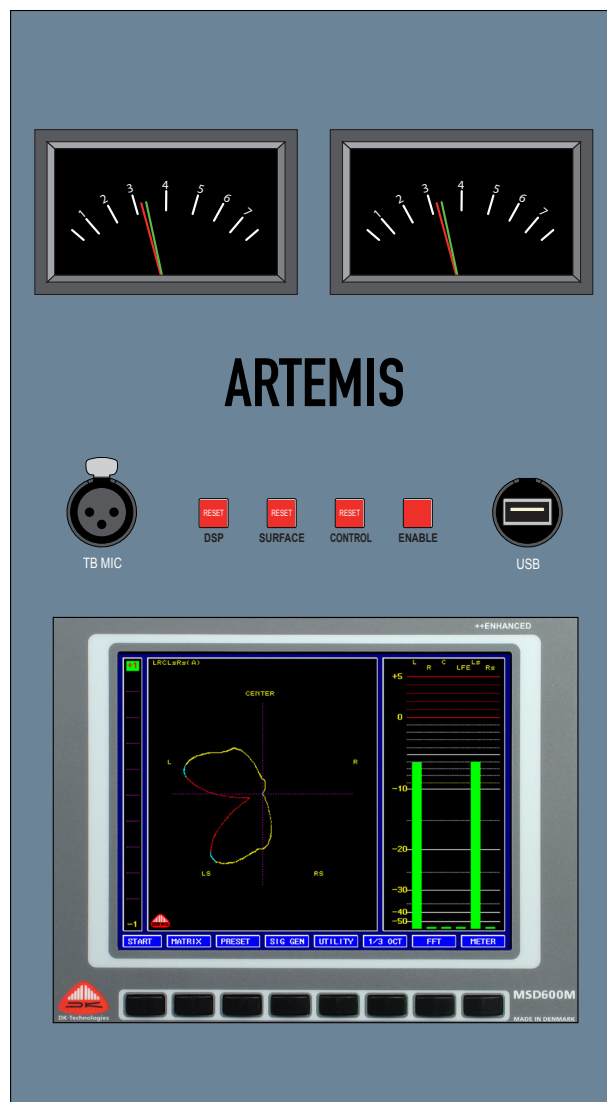 1 2 3 4 5 6 7
1 2 3 4 5 6 7
ARTEMIS
RESET RESET RESET
DSP SURFACE CONTROL ENABLE
TB MIC
USB
++ENHANCED
+1
LRCLsRs(A)
CENTER
L
R
LS
RS
-1
L R C LFE Ls Rs
+5
0
-10
-20
-30
-40
-50
START MATRIX PRESET SIG GEN UTILITY 1/3 OCT FFT METER
DK-Technologies
MSD600M
MADE IN DENMARK